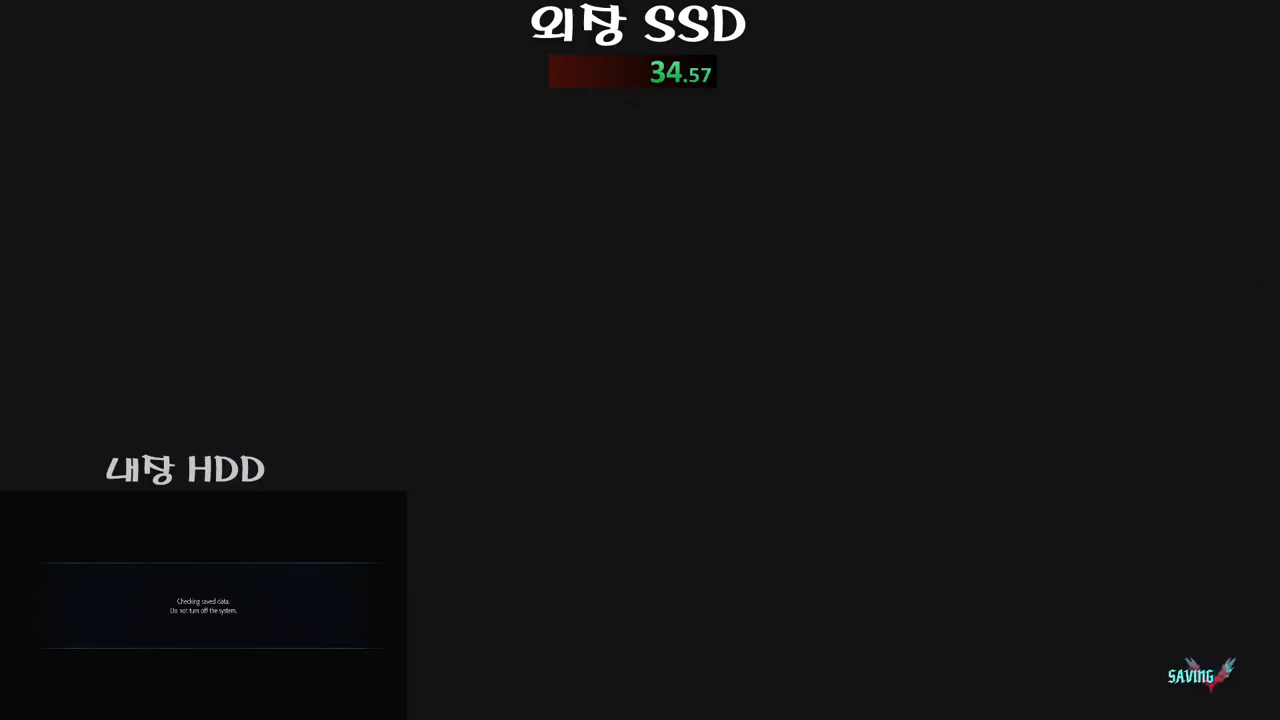 외장 SSD
34.57
내장 HDD
Checking saved data.
Do not turn off the system.
SAVING